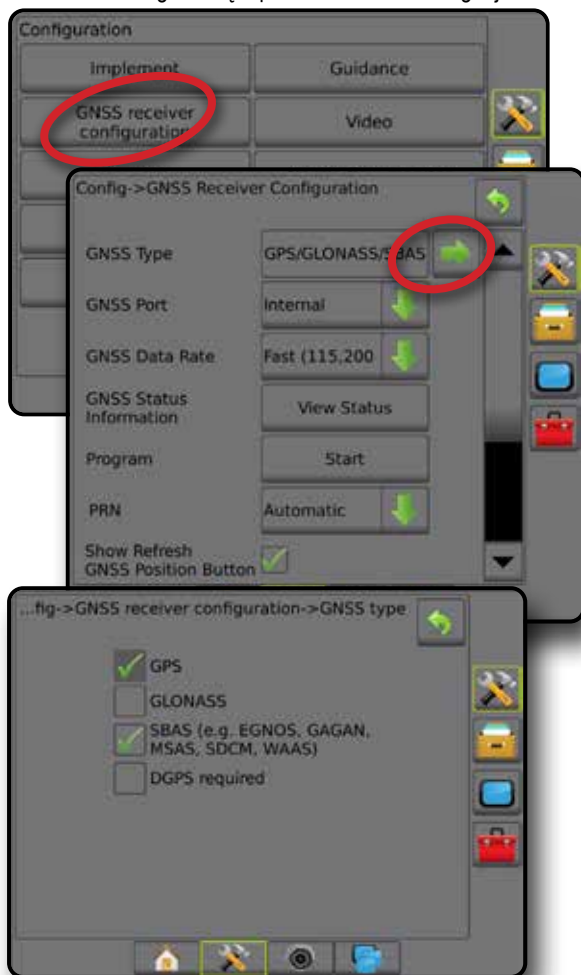 Configuration
Implement
Guidance
GNSS receiver
configuration
Video
Config->GNSS Receiver Configuration
GNSS Type
GPS/GLONASS/SBAS
GNSS Port
Internal
GNSS Data Rate
Fast (115,200
GNSS Status
Information
View Status
Program
Start
PRN
Automatic
Show Refresh
GNSS Position Button
...fig->GNSS receiver configuration->GNSS type
GPS
GLONASS
SBAS (e.g. EGNOS, GAGAN,
MSAS, SDCM, WAAS)
DGPS required